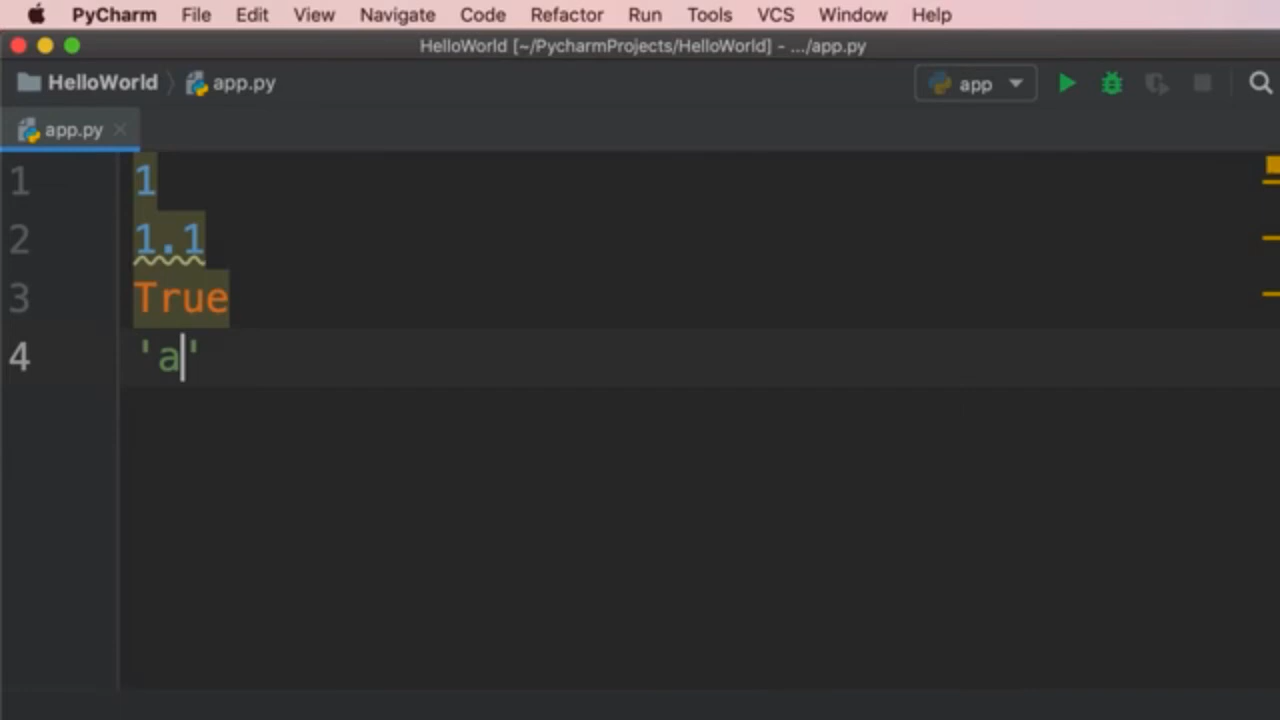 PyCharm File Edit View Navigate Code Refactor Run Tools VCS Window Help
HelloWorld [~/PycharmProjects/HelloWorld] - .../app.py
HelloWorld app.py app
app.py
1 1
2 1.1
3 True
4 'a'